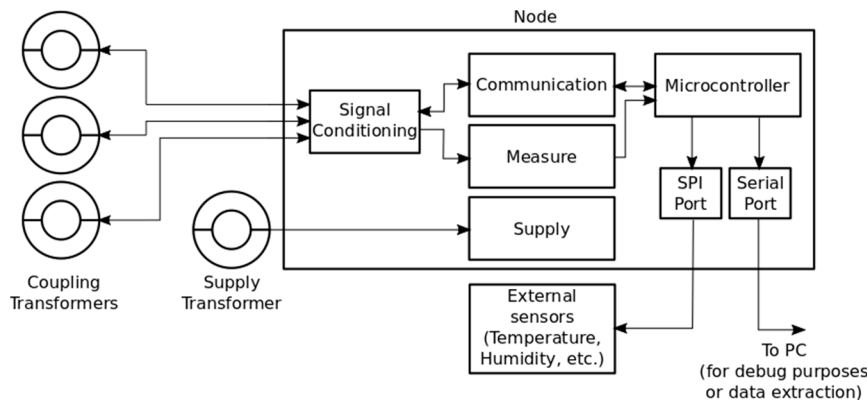 Node
Signal
Conditioning
Communication
Microcontroller
Measure
SPI
Port
Serial
Port
Supply
Coupling
Transformers
Supply
Transformer
External
sensors
(Temperature,
Humidity, etc.)
To PC
(for debug purposes
or data extraction)